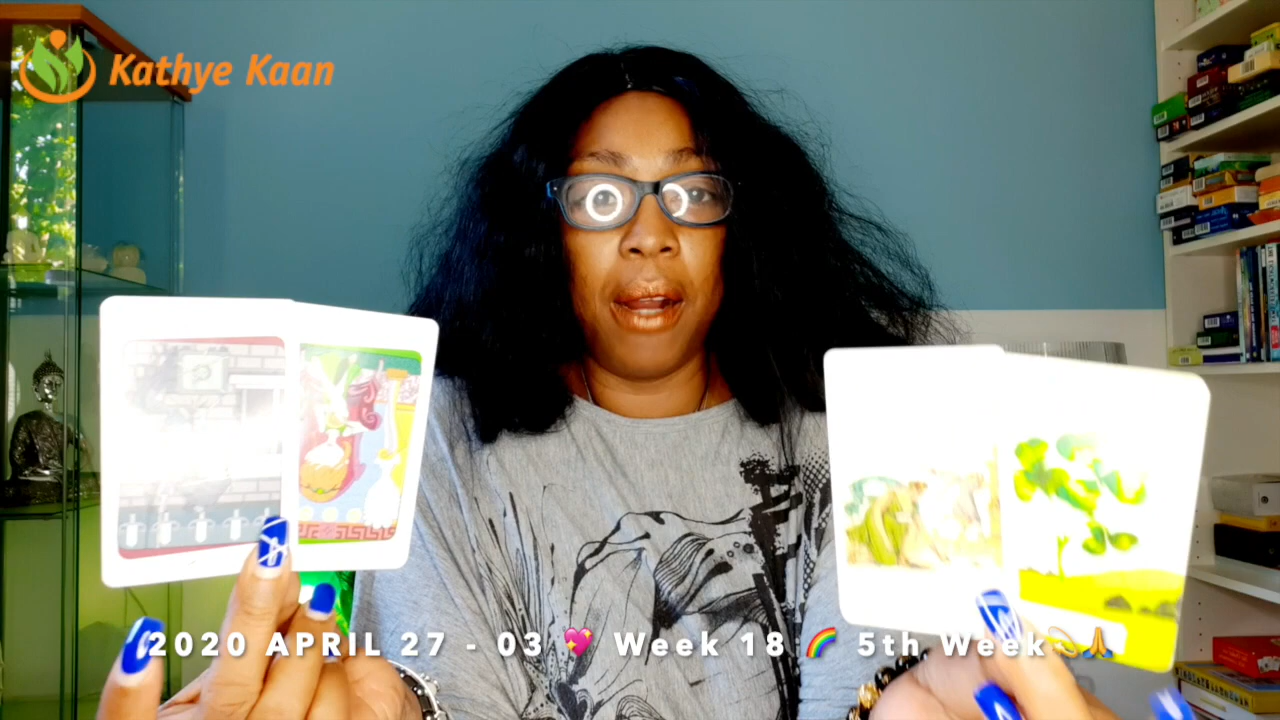 Kathye Kaan
2020 APRIL 27 - 03 💖 Week 18 🌈 5th Week 💫🙏